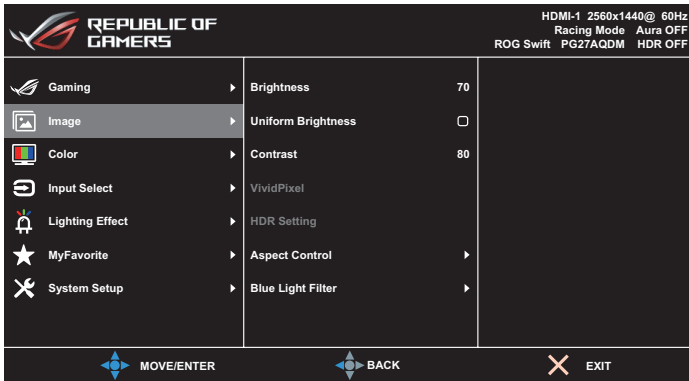 REPUBLIC OF
GAMERS
HDMI-1 2560x1440@ 60Hz
Racing Mode Aura OFF
ROG Swift PG27AQDM HDR OFF
Gaming
Image
Color
Input Select
Lighting Effect
MyFavorite
System Setup
Brightness 70
Uniform Brightness
Contrast 80
VividPixel
HDR Setting
Aspect Control
Blue Light Filter
MOVE/ENTER
BACK
EXIT